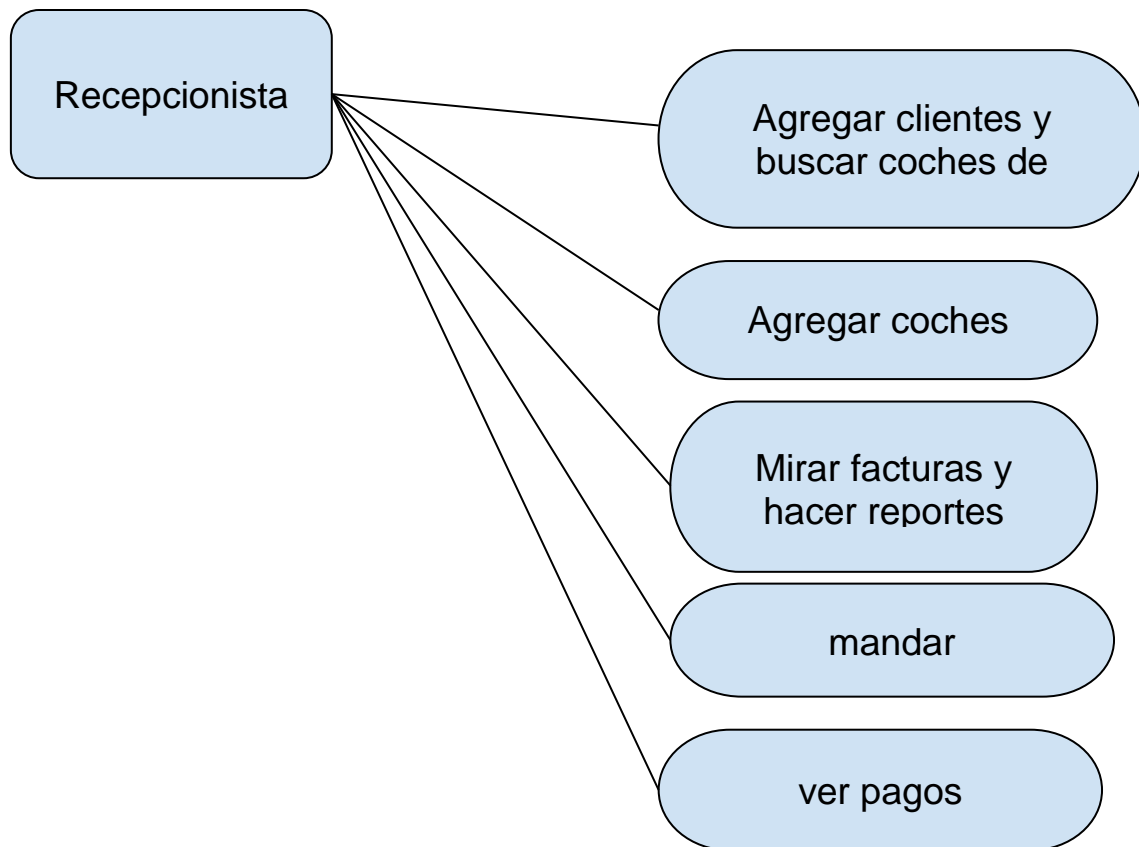 Recepcionista
Agregar clientes y
buscar coches de
Agregar coches
Mirar facturas y
hacer reportes
mandar
ver pagos